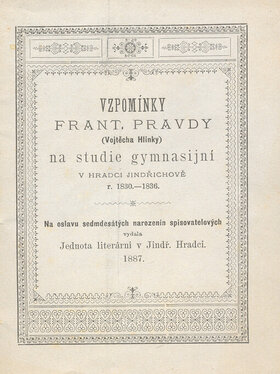 VZPOMÍNKY
FRANT. PRAVDY
(Vojtěcha Hlinky)
na studie gymnasijní
V HRADCI JINDŘICHOVĚ
r. 1830.—1836.
Na oslavu sedmdesátých narozenin spisovatelových
vydala
Jednota literární v Jindř. Hradci.
1887.